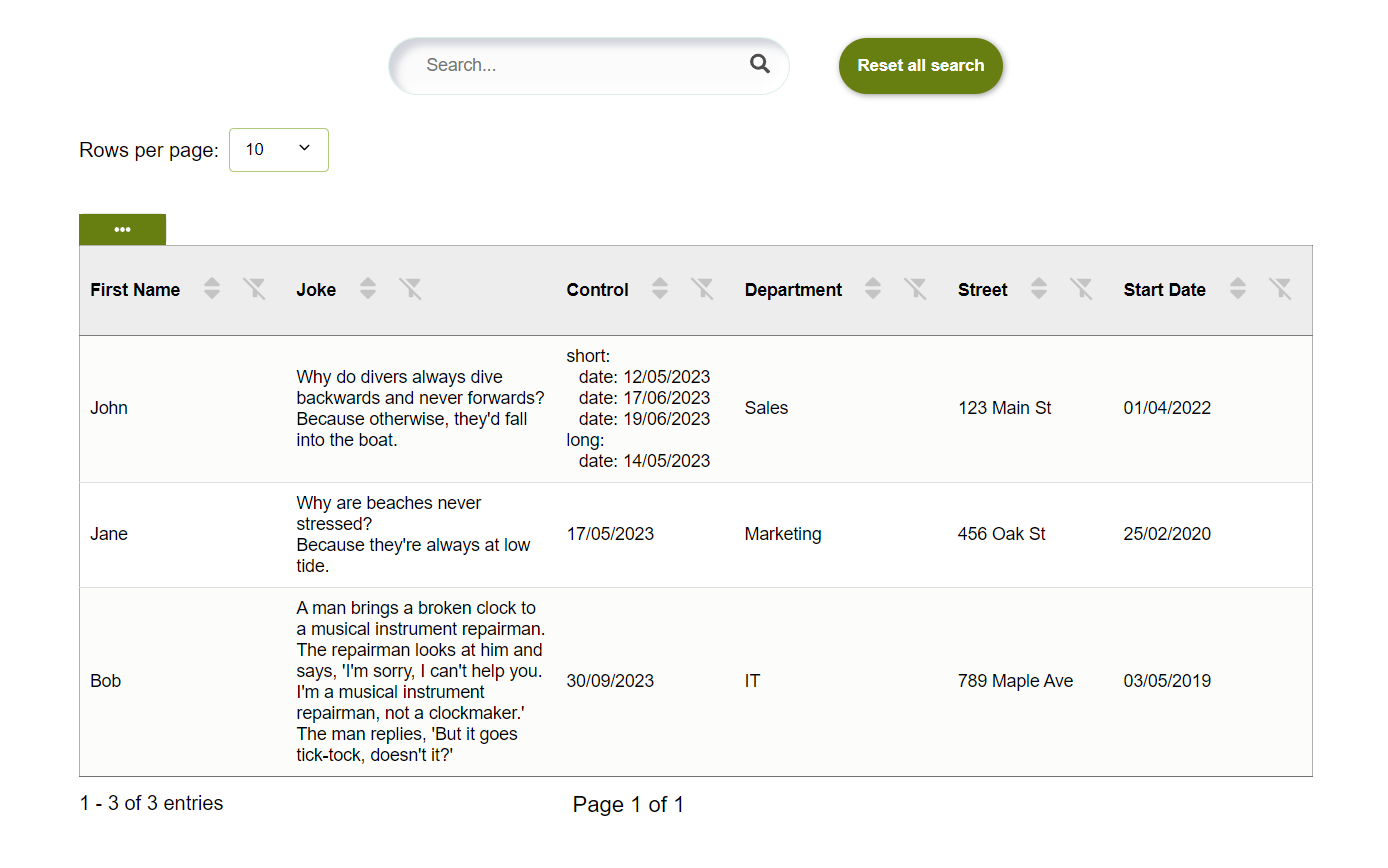 Search...
Reset all search
Rows per page: 10
•••
First Name Joke Control Department Street Start Date
John
Why do divers always dive
backwards and never forwards?
Because otherwise, they'd fall
into the boat.
short:
date: 12/05/2023
date: 17/06/2023
date: 19/06/2023
long:
date: 14/05/2023
Sales
123 Main St
01/04/2022
Jane
Why are beaches never
stressed?
Because they're always at low
tide.
17/05/2023
Marketing
456 Oak St
25/02/2020
Bob
A man brings a broken clock to
a musical instrument repairman.
The repairman looks at him and
says, 'I'm sorry, I can't help you.
I'm a musical instrument
repairman, not a clockmaker.'
The man replies, 'But it goes
tick-tock, doesn't it?'
30/09/2023
IT
789 Maple Ave
03/05/2019
1 - 3 of 3 entries
Page 1 of 1